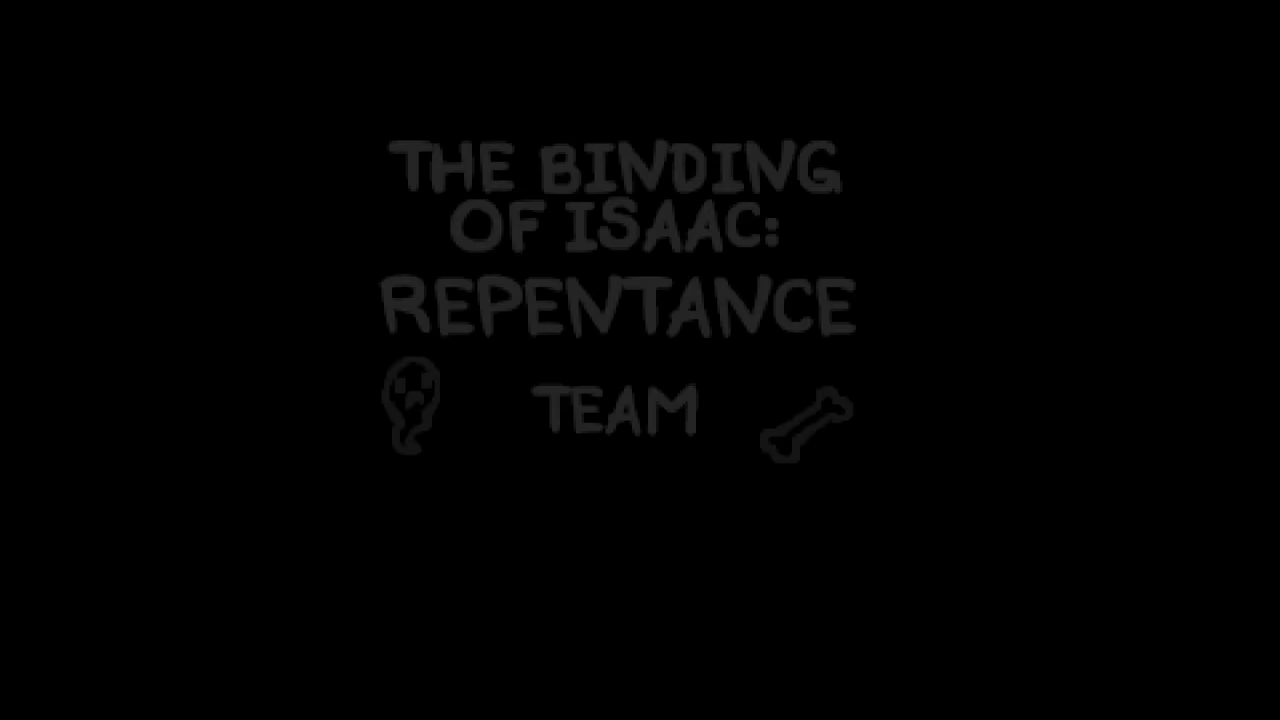 THE BINDING
OF ISAAC:
REPENTANCE
TEAM